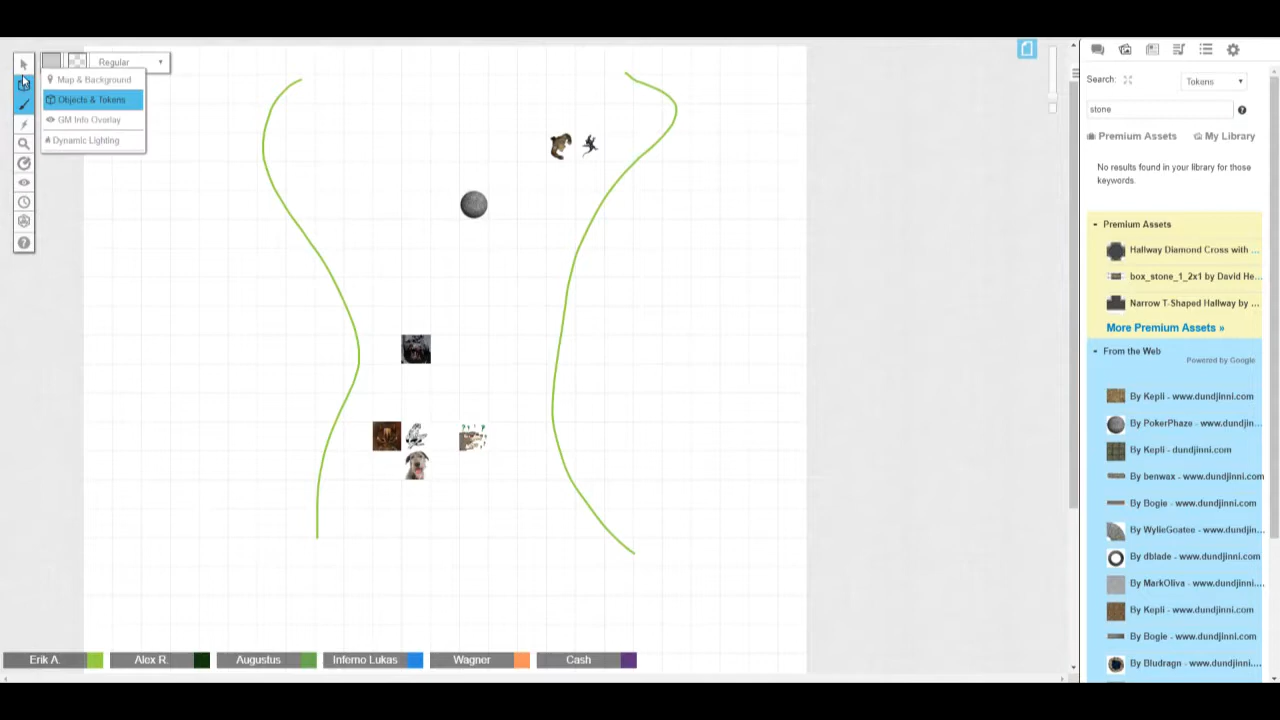 Regular
Map & Background
Objects & Tokens
GM Info Overlay
Dynamic Lighting
Erik A.
Alex R.
Augustus
Inferno Lukas
Wagner
Cash
Search:
Tokens
stone
Premium Assets
My Library
No results found in your library for those
keywords.
Premium Assets
Hallway Diamond Cross with ...
box_stone_1_2x1 by David He...
Narrow T-Shaped Hallway by ...
More Premium Assets »
From the Web
Powered by Google
By Kepli - www.dundjinni.com
By PokerPhaze - www.dundjin...
By Kepli - dundjinni.com
By benwax - www.dundjinni.com
By Bogie - www.dundjinni.com
By WylieGoatee - www.dundjin...
By dblade - www.dundjinni.com
By MarkOliva - www.dundjinni....
By Kepli - www.dundjinni.com
By Bogie - www.dundjinni.com
By Bludragn - www.dundjinni....